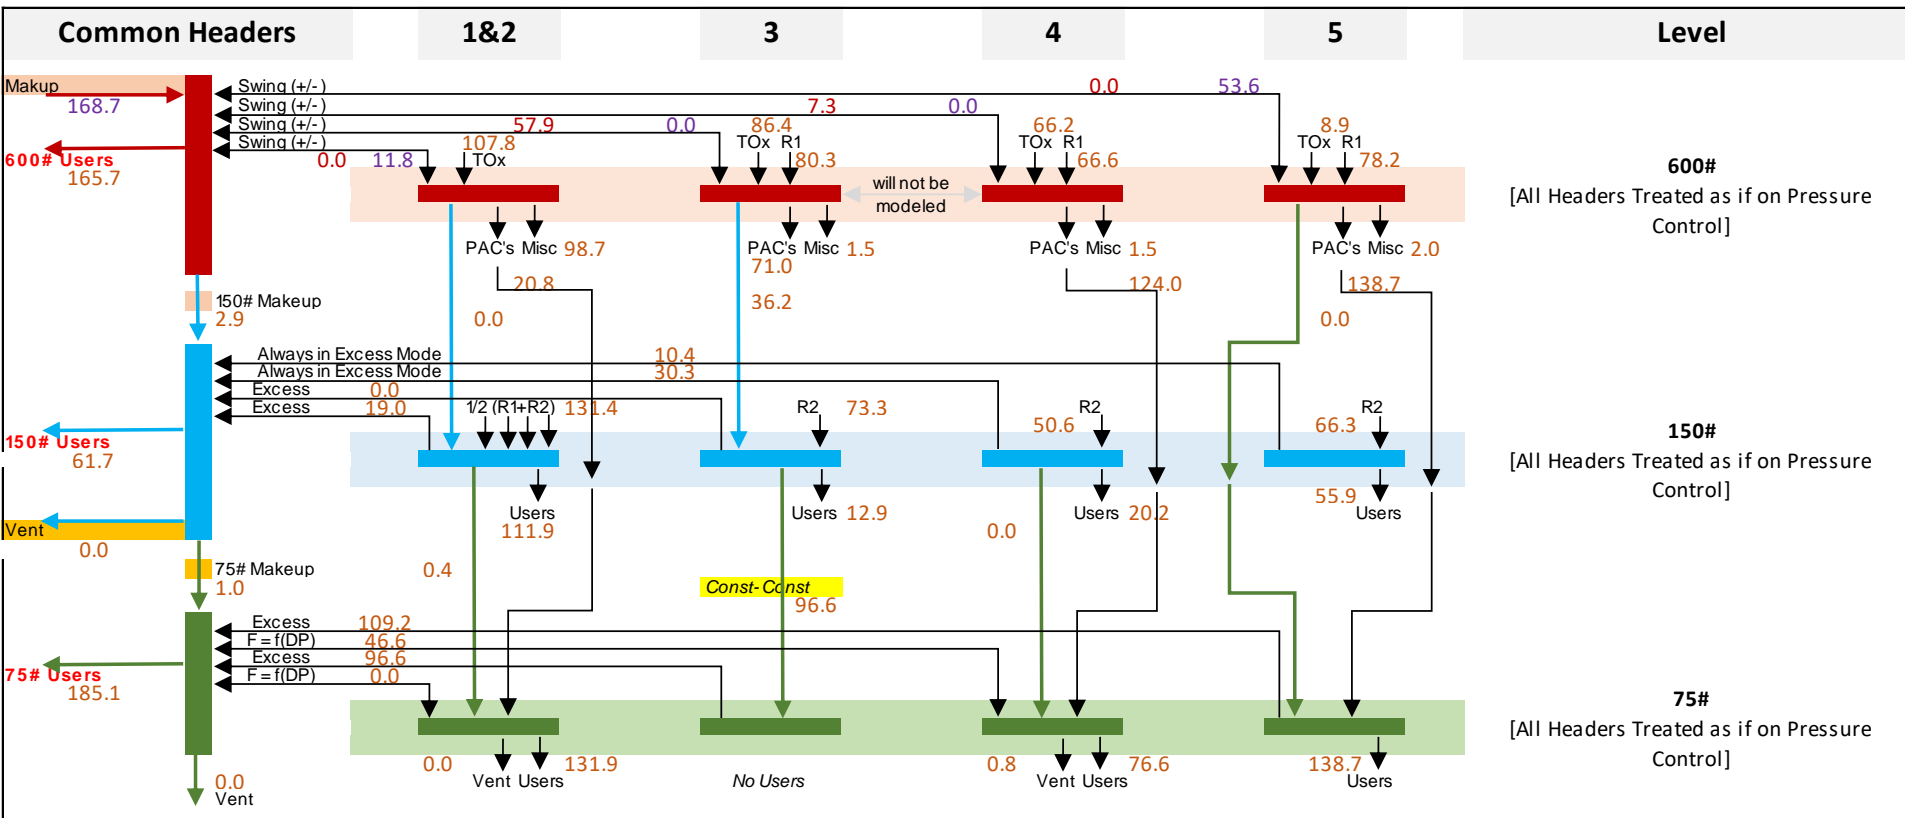 Common Headers 1&2 3 4 5 Level
Makup
168.7
Swing (+/-) 0.0 53.6
Swing (+/-) 7.3 0.0
Swing (+/-) 57.9 0.0 86.4 66.2 8.9
Swing (+/-) 107.8 TOx R1 TOx R1 TOx R1
0.0 11.8 TOx 80.3 66.6 78.2
600# Users
165.7
will not be
modeled
600#
[All Headers Treated as if on Pressure
Control]
PAC's Misc 98.7 PAC's Misc 1.5 PAC's Misc 1.5 PAC's Misc 2.0
71.0
20.8 124.0 138.7
150# Makeup 36.2
2.9 0.0 0.0
Always in Excess Mode 10.4
Always in Excess Mode 30.3
Excess 0.0
Excess 19.0
1/2 (R1+R2) 131.4 R2 73.3 R2 R2
50.6 66.3
150# Users
61.7
150#
[All Headers Treated as if on Pressure
Control]
55.9
Users Users 12.9 Users 20.2 Users
111.9 0.0
Vent
0.0
75# Makeup 0.4
1.0
Const-Const
96.6
Excess 109.2
F = f(DP) 46.6
Excess 96.6
F = f(DP) 0.0
75# Users
185.1
75#
[All Headers Treated as if on Pressure
Control]
0.0 131.9 0.8 76.6 138.7
Vent Users No Users Vent Users Users
0.0
Vent